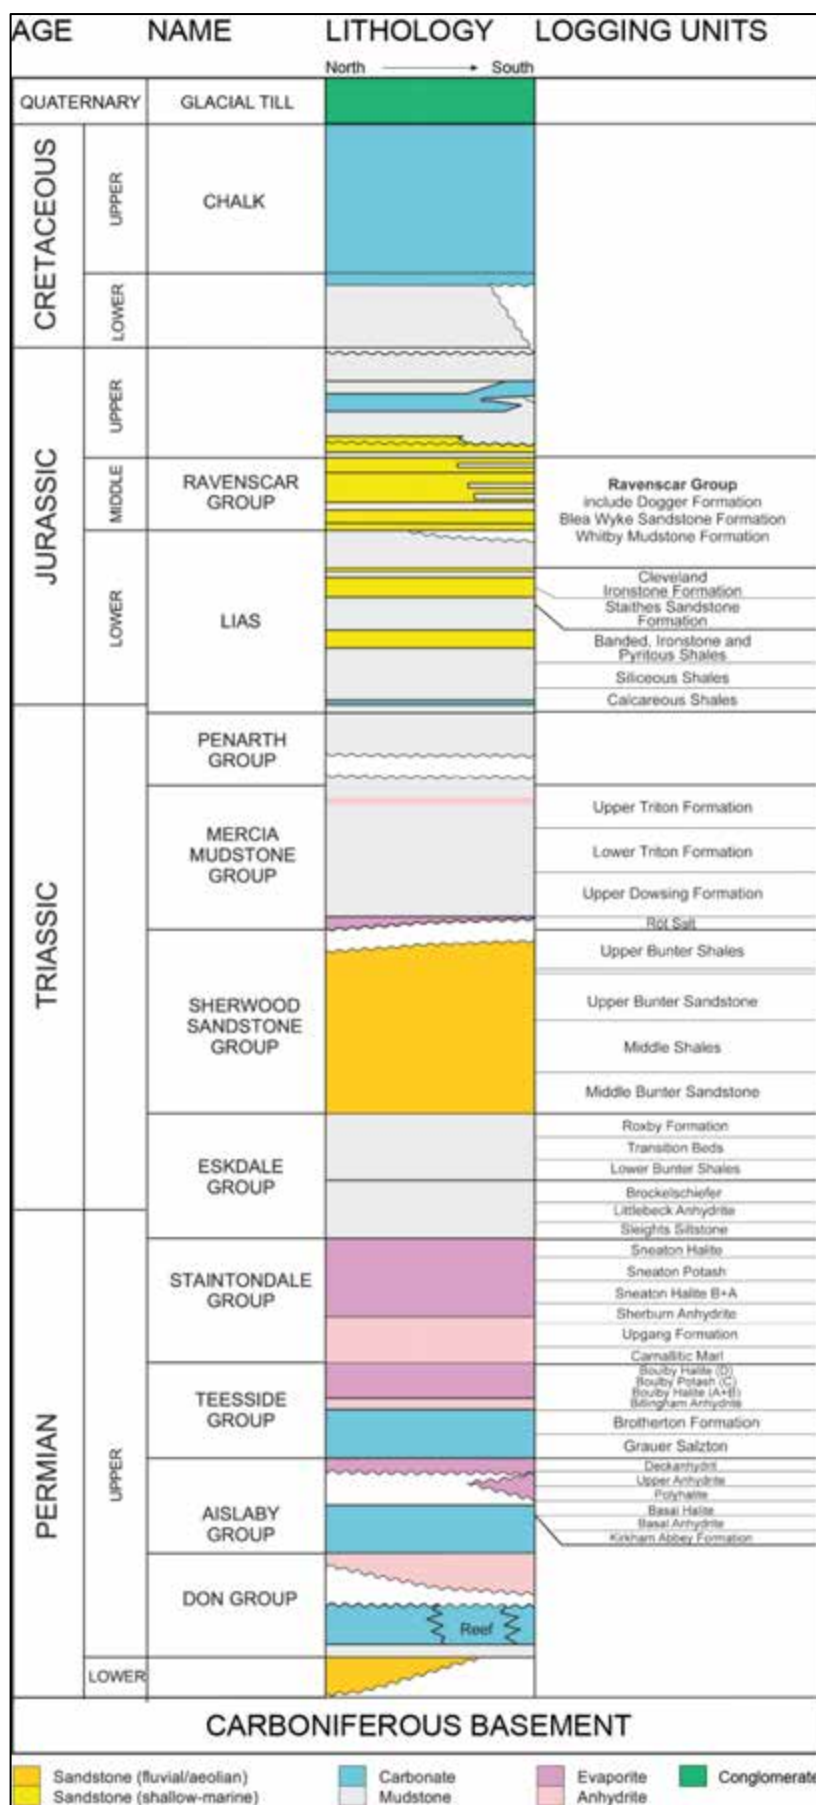 AGE NAME LITHOLOGY LOGGING UNITS
North South
QUATERNARY GLACIAL TILL
CRETACEOUS
UPPER
CHALK
LOWER
JURASSIC
UPPER
MIDDLE
RAVENSCAR
GROUP
Ravenscar Group
include Dogger Formation
Blea Wyke Sandstone Formation
Whitby Mudstone Formation
LOWER
LIAS
Cleveland
Ironstone Formation
Staithes Sandstone
Formation
Banded, Ironstone and
Pyritous Shales
Siliceous Shales
Calcareous Shales
TRIASSIC
PENARTH
GROUP
MERCIA
MUDSTONE
GROUP
Upper Triton Formation
Lower Triton Formation
Upper Dowsing Formation
Röt Salt
SHERWOOD
SANDSTONE
GROUP
Upper Bunter Shales
Upper Bunter Sandstone
Middle Shales
Middle Bunter Sandstone
ESKDALE
GROUP
Roxby Formation
Transition Beds
Lower Bunter Shales
Brockelschiefer
Littlebeck Anhydrite
Sleights Siltstone
PERMIAN
UPPER
STAINTONDALE
GROUP
Sneaton Halite
Sneaton Potash
Sneaton Halite B+A
Sherburn Anhydrite
Upgang Formation
Carnallitic Marl
TEESSIDE
GROUP
Boulby Halite (D)
Boulby Potash (C)
Boulby Halite (A+B)
Billingham Anhydrite
Brotherton Formation
Grauer Salzton
AISLABY
GROUP
Deckanhydrit
Upper Anhydrite
Polyhalite
Basal Halite
Basal Anhydrite
Kirkham Abbey Formation
DON GROUP
Reef
LOWER
CARBONIFEROUS BASEMENT
Sandstone (fluvial/aeolian) Carbonate Evaporite Conglomerate
Sandstone (shallow-marine) Mudstone Anhydrite